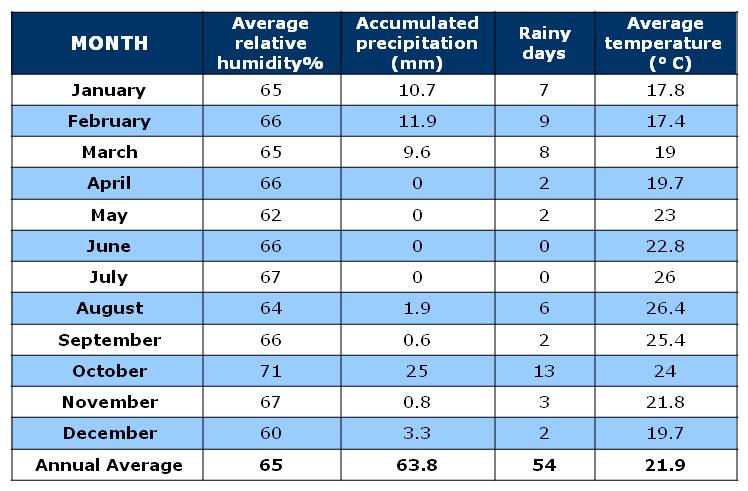 MONTH Average relative humidity% Accumulated precipitation (mm) Rainy days Average temperature (° C)
January 65 10.7 7 17.8
February 66 11.9 9 17.4
March 65 9.6 8 19
April 66 0 2 19.7
May 62 0 2 23
June 66 0 0 22.8
July 67 0 0 26
August 64 1.9 6 26.4
September 66 0.6 2 25.4
October 71 25 13 24
November 67 0.8 3 21.8
December 60 3.3 2 19.7
Annual Average 65 63.8 54 21.9